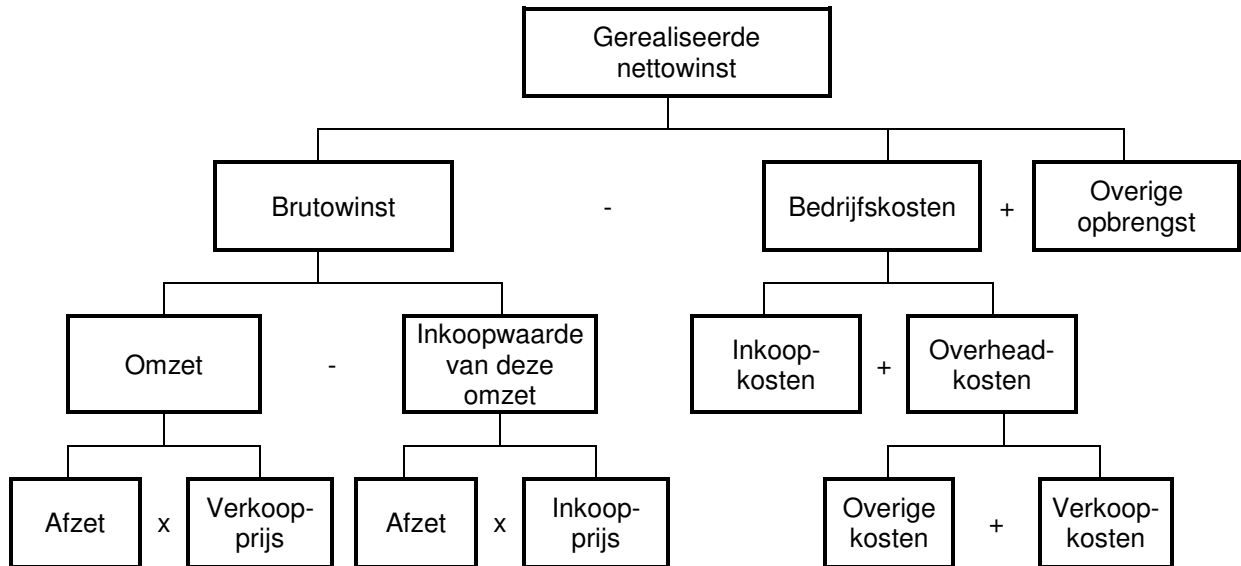 Gerealiseerde
nettowinst
Brutowinst
-
Bedrijfskosten
+
Overige
opbrengst
Omzet
-
Inkoopwaarde
van deze
omzet
Inkoop-
kosten
+
Overhead-
kosten
Afzet
x
Verkoop-
prijs
Afzet
x
Inkoop-
prijs
Overige
kosten
+
Verkoop-
kosten